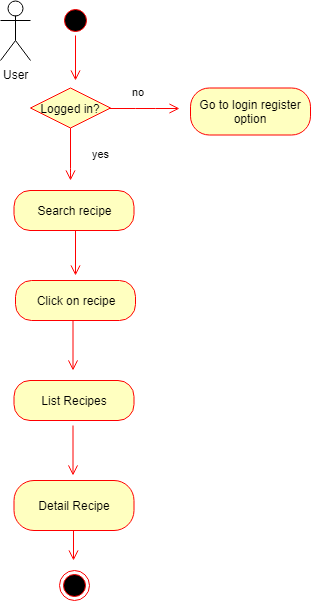 User
Logged in?
no
Go to login register
option
yes
Search recipe
Click on recipe
List Recipes
Detail Recipe